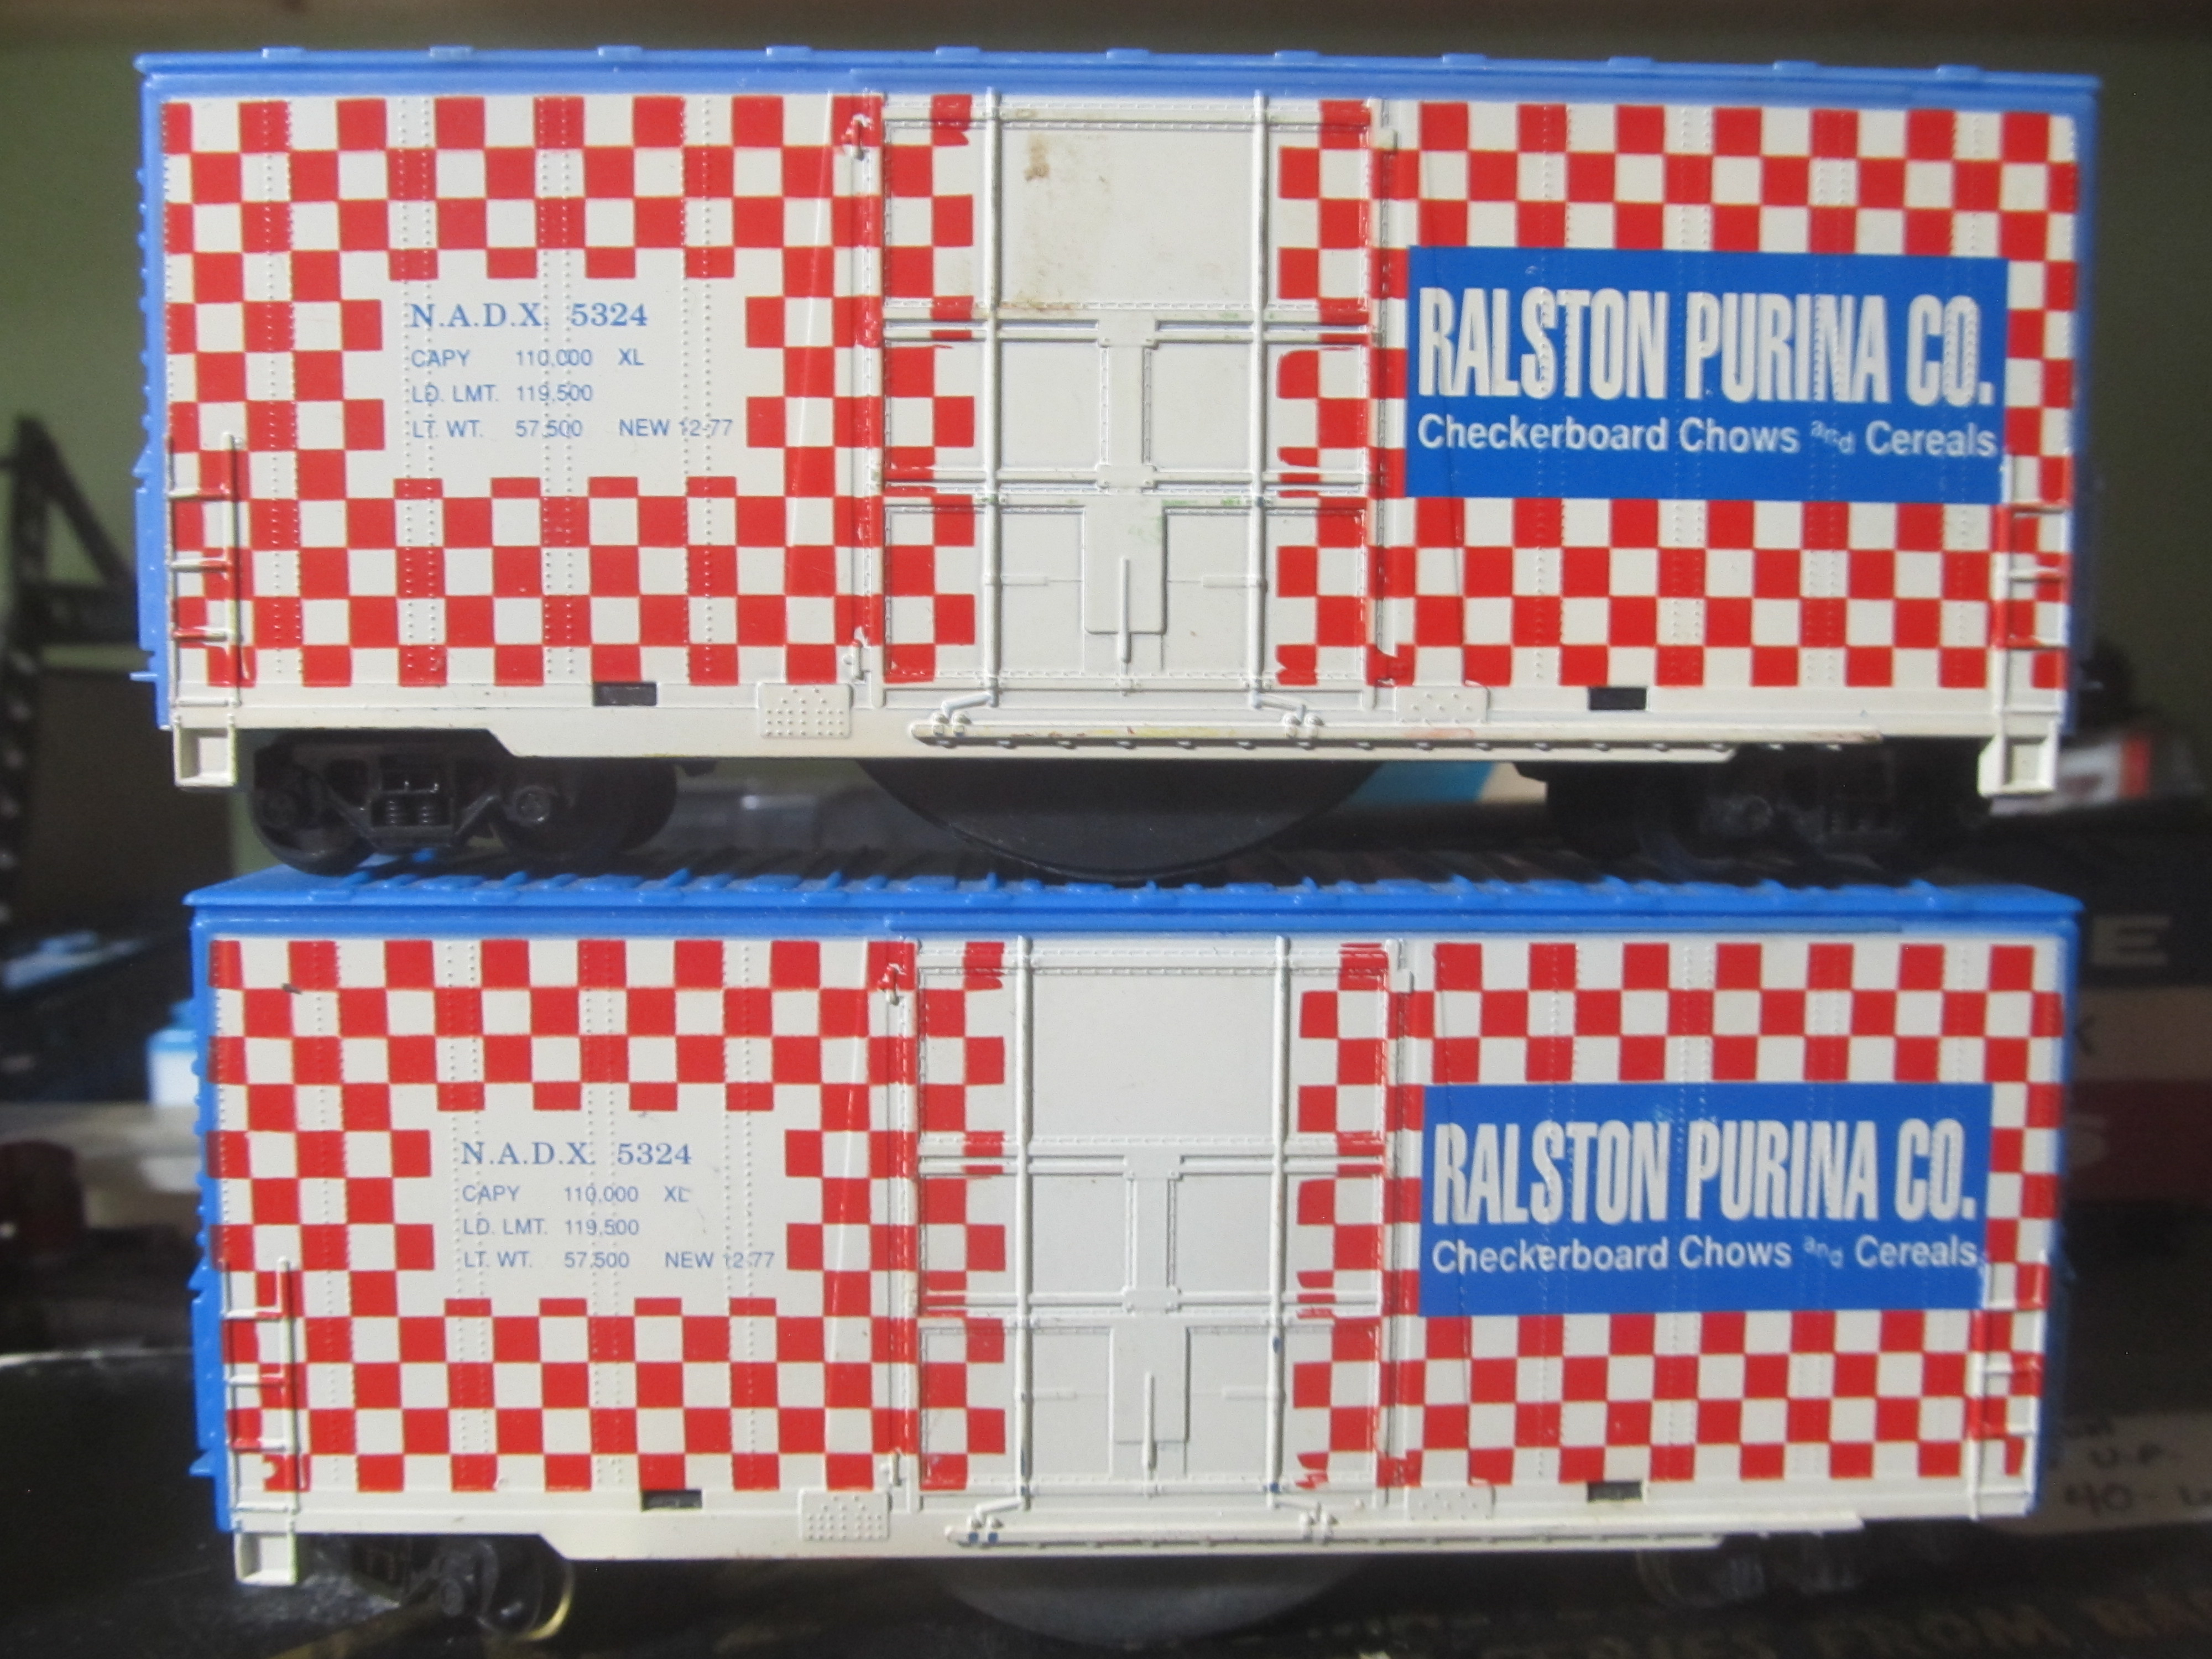 N.A.D.X. 5324
CAPY 110,000 XL
LD. LMT. 119,500
LT. WT. 57,500 NEW 12-77
RALSTON PURINA CO.
Checkerboard Chows and Cereals
N.A.D.X. 5324
CAPY 110,000 XL
LD. LMT. 119,500
LT. WT. 57,500 NEW 12-77
RALSTON PURINA CO.
Checkerboard Chows and Cereals
E
U.P.
40-
FROM